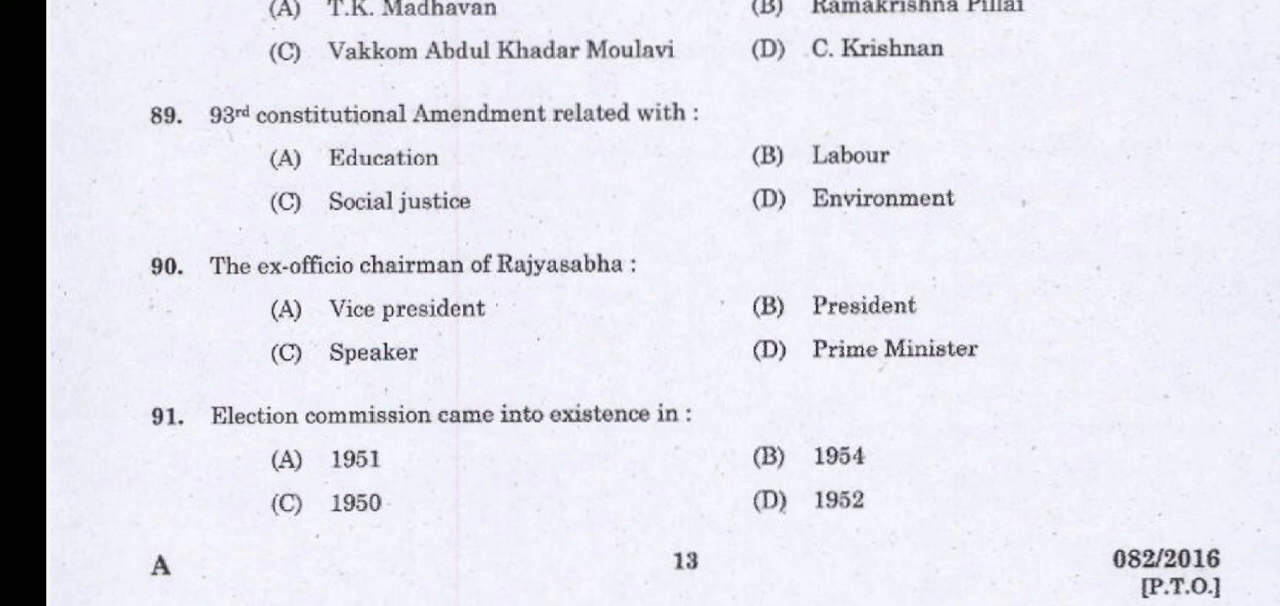 (A) T.K. Madhavan (B) Ramakrishna Pillai
(C) Vakkom Abdul Khadar Moulavi (D) C. Krishnan
89. 93rd constitutional Amendment related with :
(A) Education (B) Labour
(C) Social justice (D) Environment
90. The ex-officio chairman of Rajyasabha :
(A) Vice president (B) President
(C) Speaker (D) Prime Minister
91. Election commission came into existence in :
(A) 1951 (B) 1954
(C) 1950 (D) 1952
A 13 082/2016
[P.T.O.]